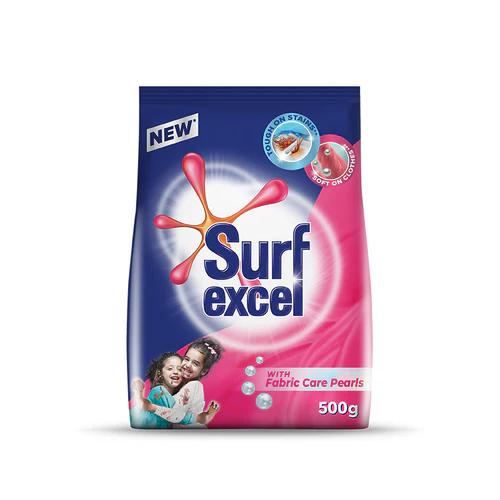 NEW*
TOUGH ON STAINS**
SOFT ON CLOTHES^
Surf
excel
WITH
Fabric Care Pearls
500g